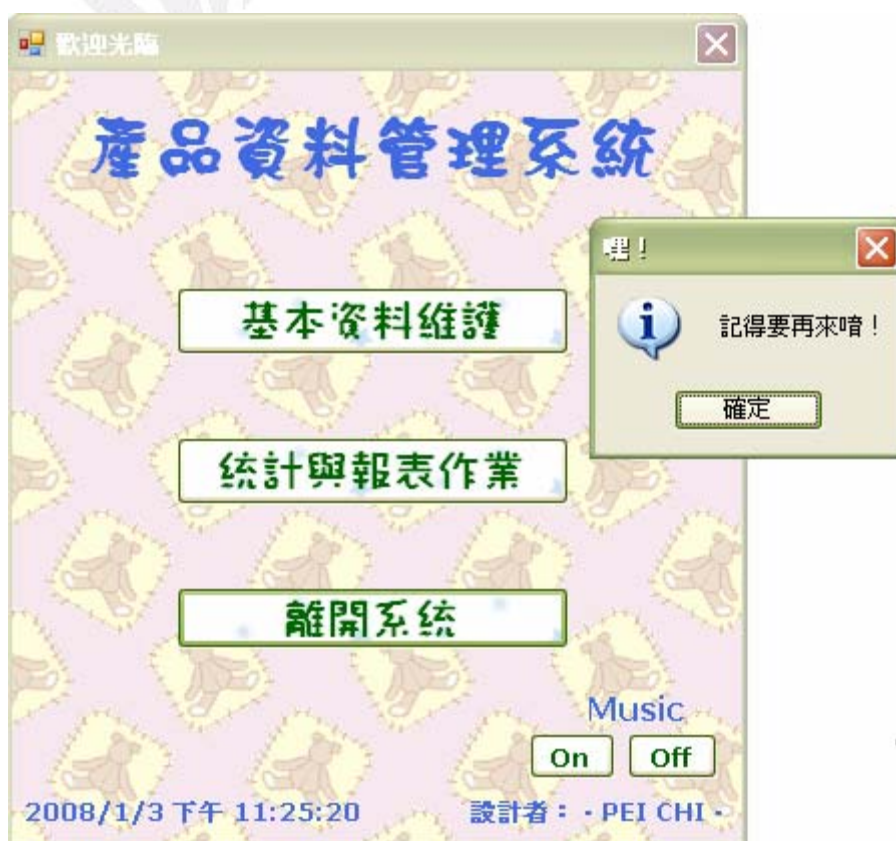 歡迎光臨
產品資料管理系統
基本資料維護
統計與報表作業
離開系統
Music
On Off
2008/1/3 下午 11:25:20 設計者：- PEI CHI -
嘿！
記得要再來唷！
確定